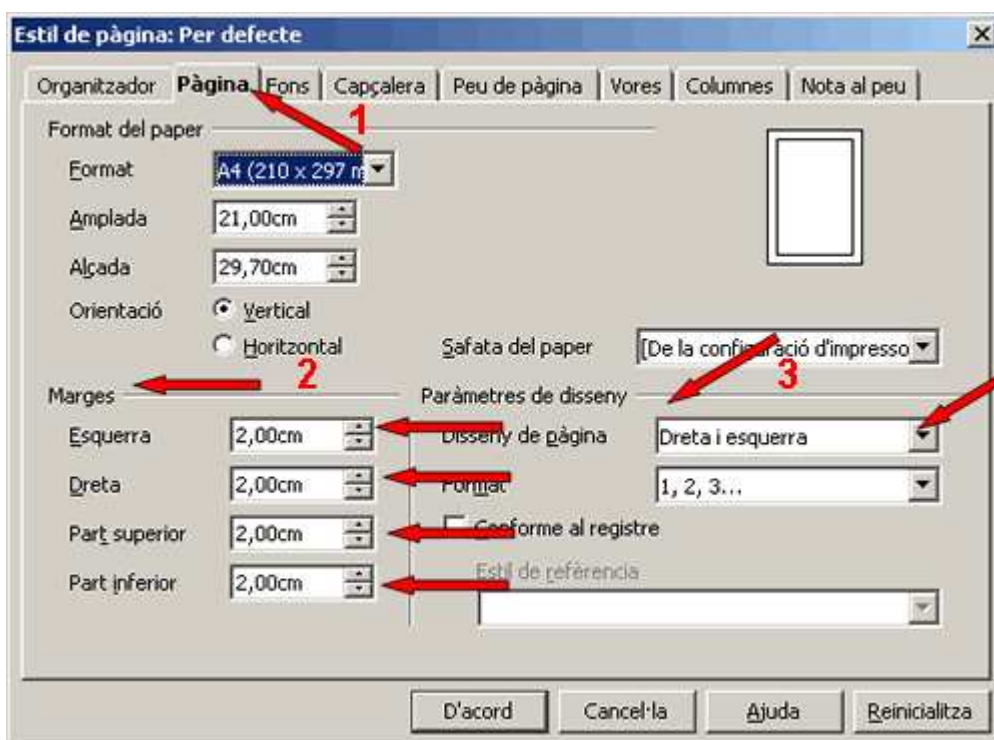 Estil de pàgina: Per defecte
Organitzador Pàgina Fons Capçalera Peu de pàgina Vores Columnes Nota al peu
1
Format del paper
Format A4 (210 x 297 m
Amplada 21,00cm
Alçada 29,70cm
Orientació Vertical
Horitzontal
Safata del paper [De la configuració d'impresso
2
3
Marges
Esquerra 2,00cm
Dreta 2,00cm
Part superior 2,00cm
Part inferior 2,00cm
Paràmetres de disseny
Disseny de pàgina Dreta i esquerra
Format 1, 2, 3...
Conforme al registre
Estil de referència
D'acord Cancel·la Ajuda Reinicialitza